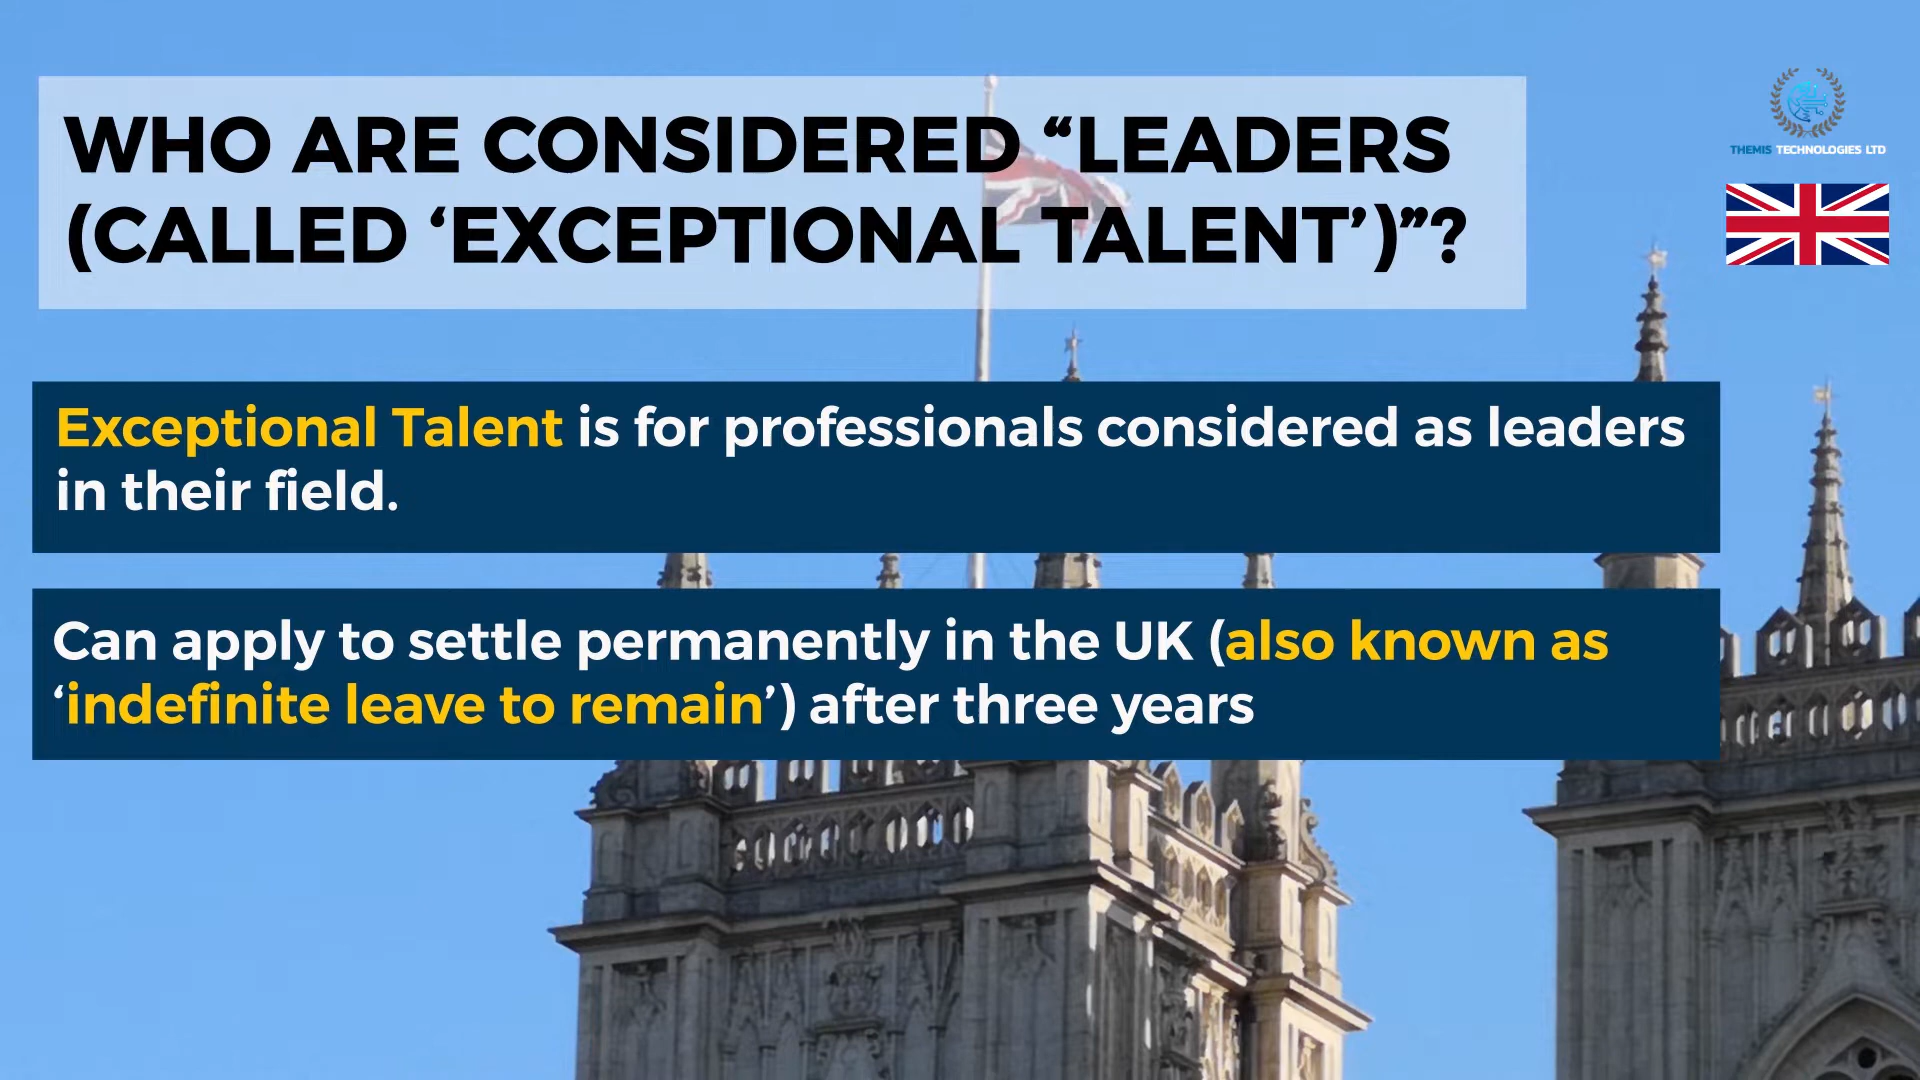 WHO ARE CONSIDERED “LEADERS
(CALLED ‘EXCEPTIONAL TALENT’)”?
THEMIS TECHNOLOGIES LTD
Exceptional Talent is for professionals considered as leaders
in their field.
Can apply to settle permanently in the UK (also known as
‘indefinite leave to remain’) after three years